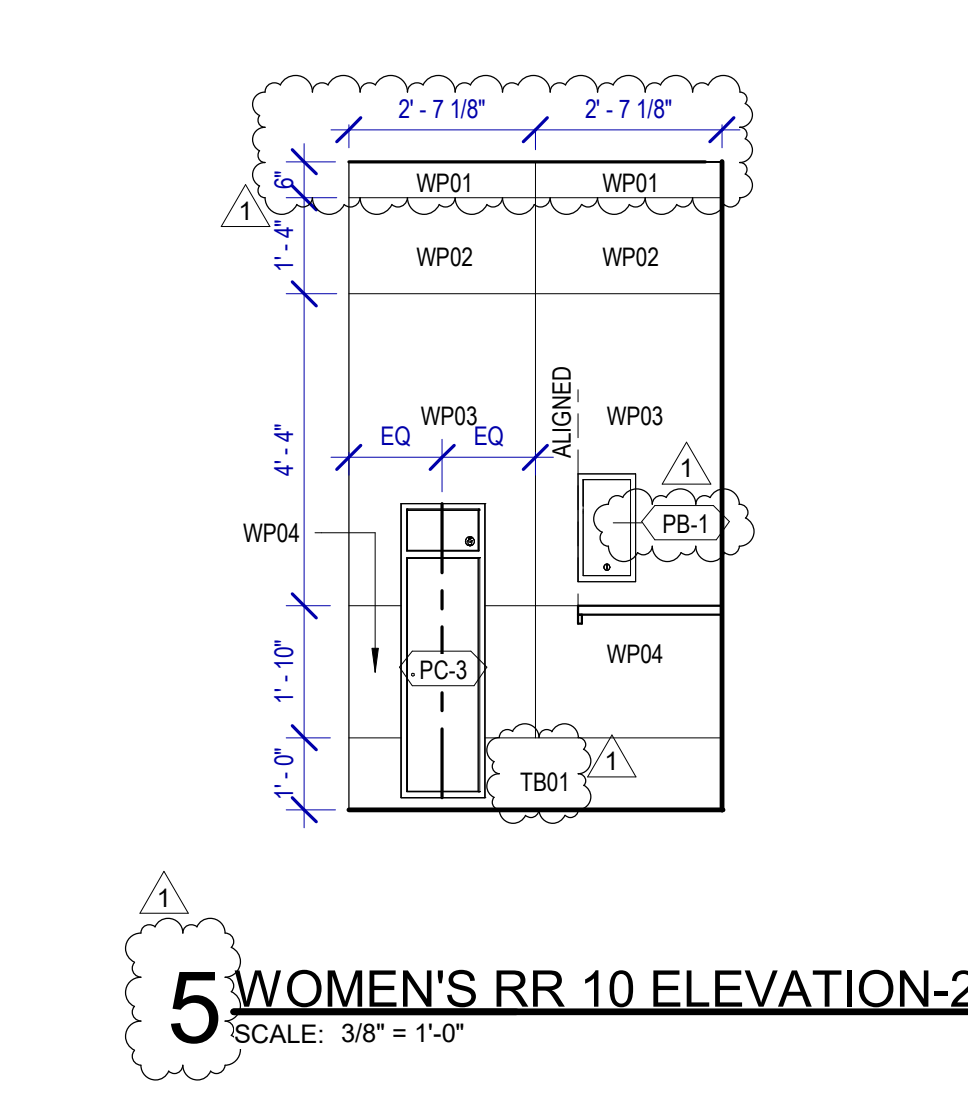 2' - 7 1/8" 2' - 7 1/8"
6"
WP01 WP01
1
1' - 4"
WP02 WP02
ALIGNED
WP03 WP03
EQ EQ
4' - 4"
1
PB-1
WP04
1' - 10"
WP04
PC-3
1' - 0"
1
TB01
1
5 WOMEN'S RR 10 ELEVATION-2
SCALE: 3/8" = 1'-0"